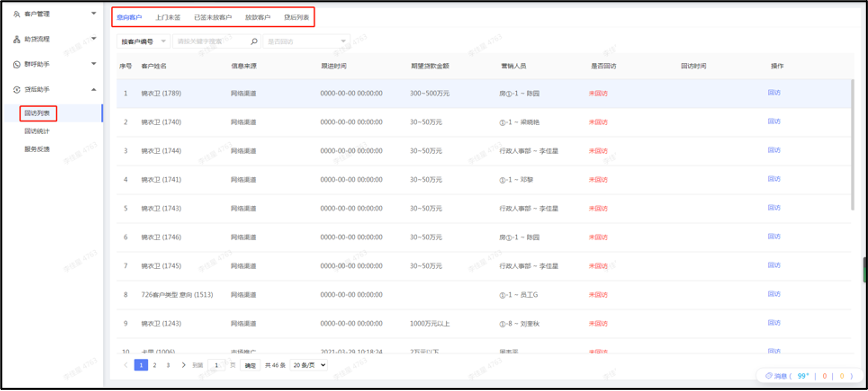 客户管理
助贷流程
群呼助手
贷后助手
回访列表
回访统计
服务反馈
意向客户 上门未签 已签未放客户 放款客户 贷后列表
按客户编号 请输关键字搜索 是否回访
序号 客户姓名 信息来源 跟进时间 期望贷款金额 营销人员 是否回访 回访时间 操作
1 锦衣卫 (1789) 网络渠道 0000-00-00 00:00:00 300~500万元 房①-1 ~ 陈圆 未回访 回访
2 锦衣卫 (1740) 网络渠道 0000-00-00 00:00:00 30~50万元 ①-1 ~ 梁晓艳 未回访 回访
3 锦衣卫 (1744) 网络渠道 0000-00-00 00:00:00 30~50万元 行政人事部 ~ 李佳星 未回访 回访
4 锦衣卫 (1741) 网络渠道 0000-00-00 00:00:00 30~50万元 ①-1 ~ 邓黎 未回访 回访
5 锦衣卫 (1743) 网络渠道 0000-00-00 00:00:00 30~50万元 行政人事部 ~ 李佳星 未回访 回访
6 锦衣卫 (1746) 网络渠道 0000-00-00 00:00:00 30~50万元 房①-1 ~ 陈圆 未回访 回访
7 锦衣卫 (1745) 网络渠道 0000-00-00 00:00:00 30~50万元 行政人事部 ~ 李佳星 未回访 回访
8 726客户类型 意向 (1513) 网络渠道 0000-00-00 00:00:00 ①-1 ~ 员工G 未回访 回访
9 锦衣卫 (1243) 网络渠道 0000-00-00 00:00:00 1000万元以上 ①-8 ~ 刘奎秋 未回访 回访
10 (1006) 市场推广 2021-03-29 10:18:24 3万元以下 未回访 回访
1 2 3 到第 1 页 确定 共 46 条 20 条/页
消息 ( 99+ | 0 | 0 )